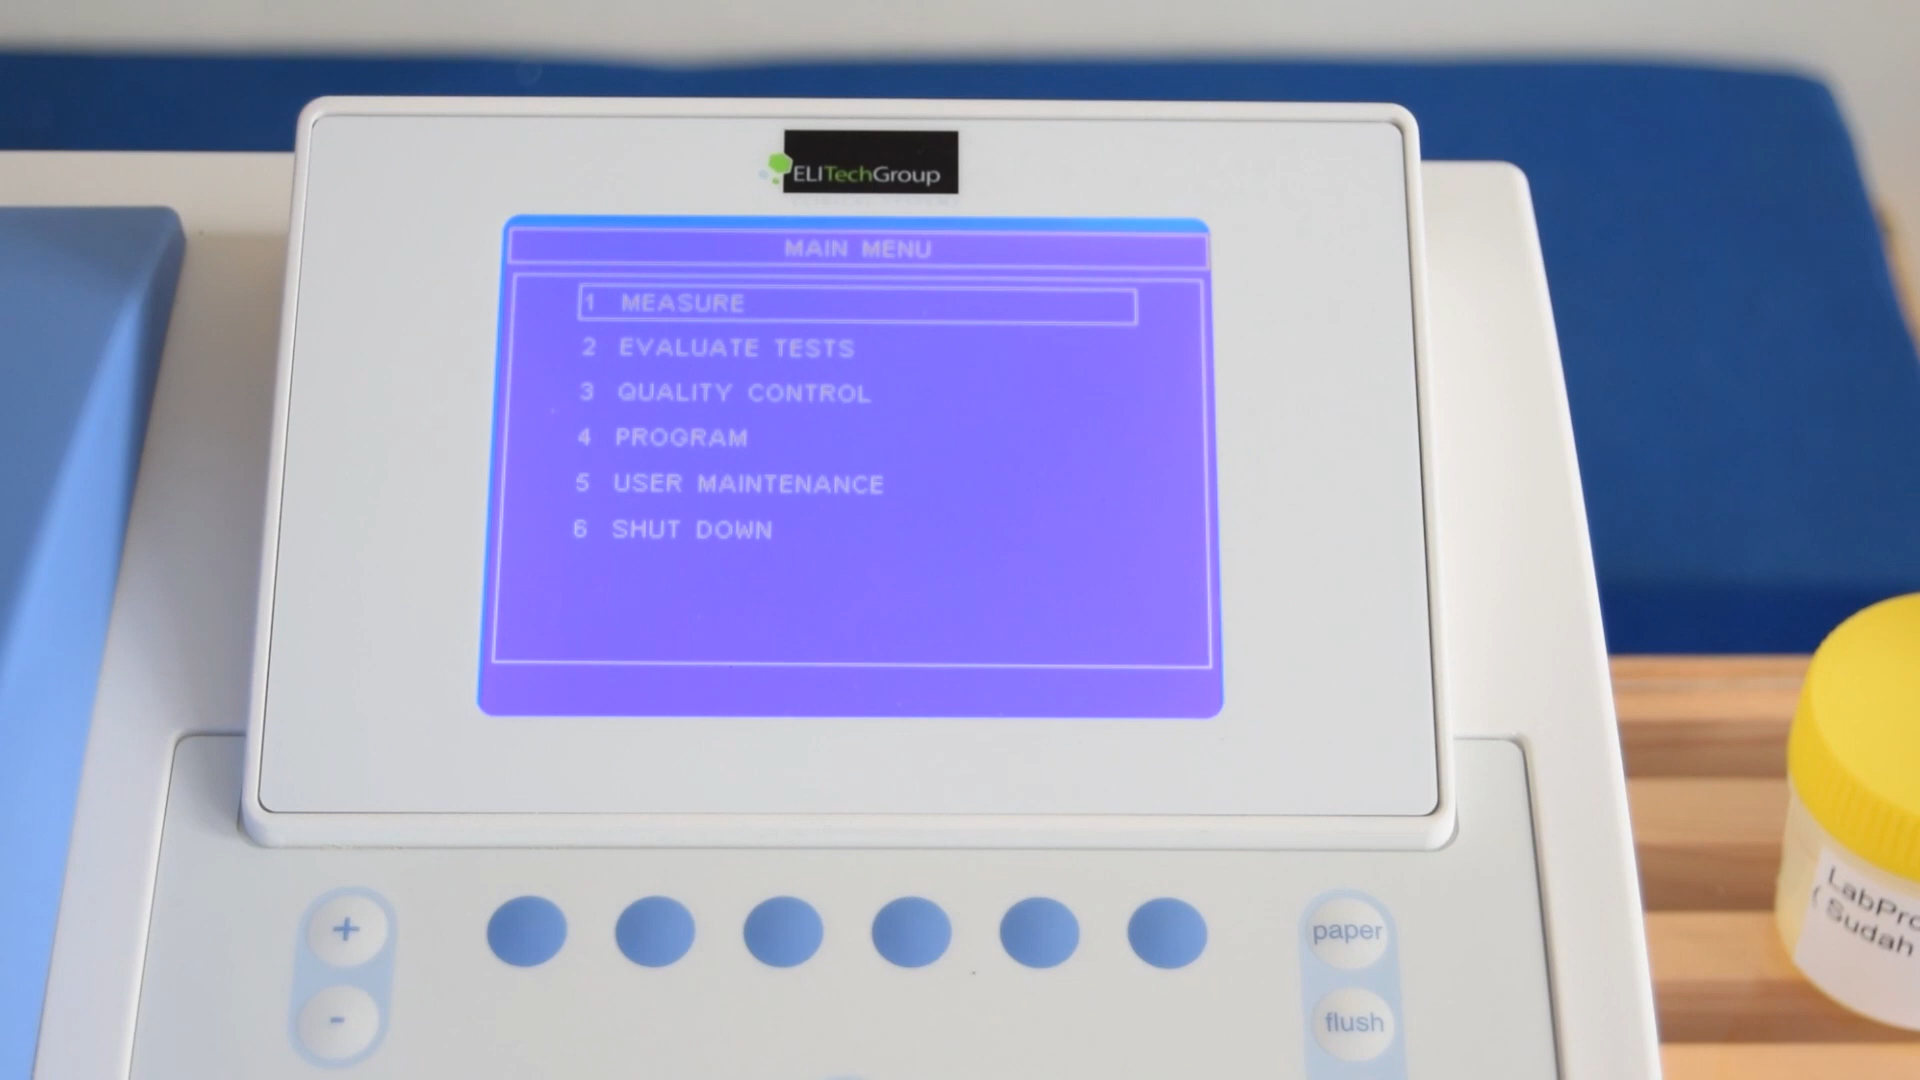 ELITechGroup
MAIN MENU
1 MEASURE
2 EVALUATE TESTS
3 QUALITY CONTROL
4 PROGRAM
5 USER MAINTENANCE
6 SHUT DOWN
+
-
paper
flush
LabPro
( Sudah